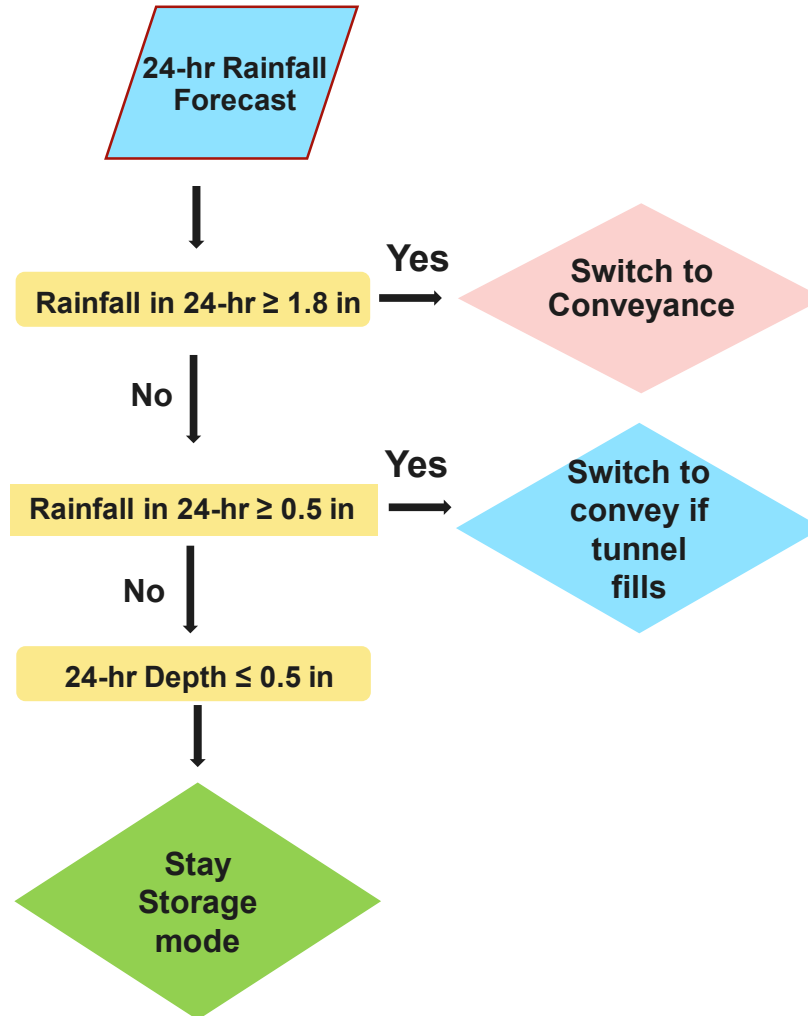 24-hr Rainfall
Forecast
Yes
Rainfall in 24-hr ≥ 1.8 in
Switch to
Conveyance
No
Yes
Rainfall in 24-hr ≥ 0.5 in
Switch to
convey if
tunnel
fills
No
24-hr Depth ≤ 0.5 in
Stay
Storage
mode